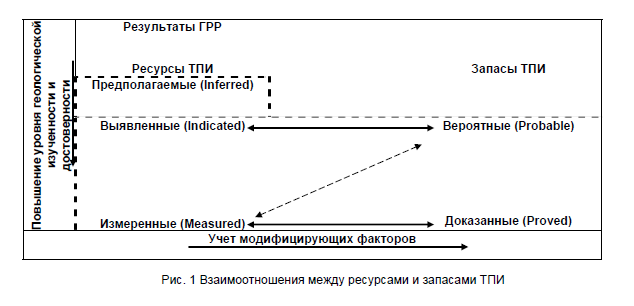 Повышение уровня геологической
изученности и
достоверности
Результаты ГРР
Ресурсы ТПИ
Запасы ТПИ
Предполагаемые (Inferred)
Выявленные (Indicated)
Вероятные (Probable)
Измеренные (Measured)
Доказанные (Proved)
Учет модифицирующих факторов
Рис. 1 Взаимоотношения между ресурсами и запасами ТПИ